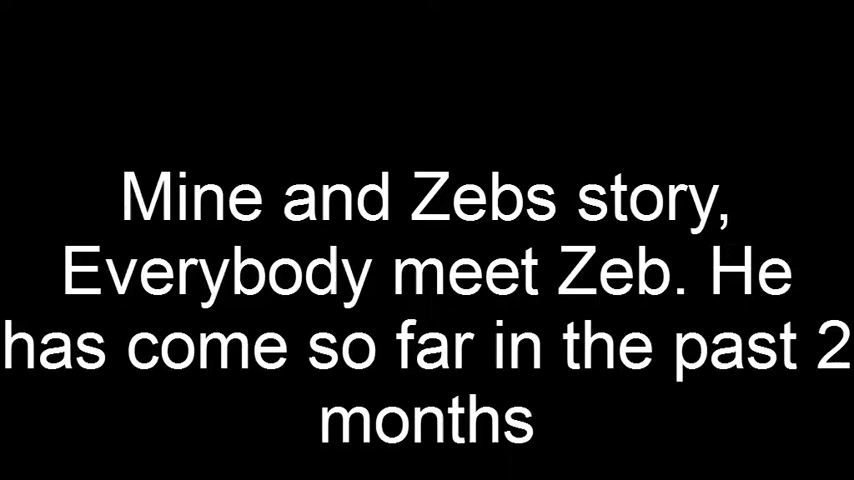 Mine and Zebs story,
Everybody meet Zeb. He
has come so far in the past 2
months